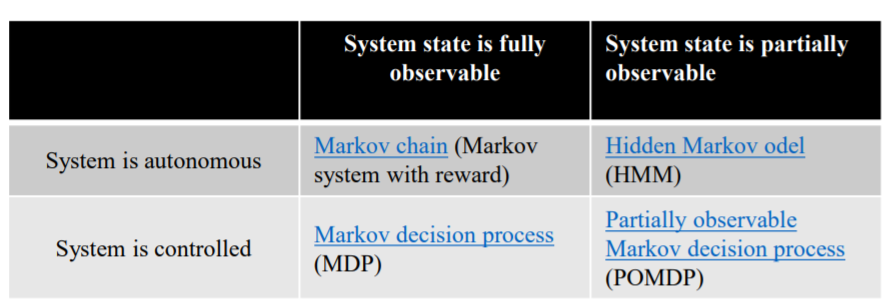 System state is fully
observable
System state is partially
observable
System is autonomous
Markov chain (Markov
system with reward)
Hidden Markov odel
(HMM)
System is controlled
Markov decision process
(MDP)
Partially observable
Markov decision process
(POMDP)